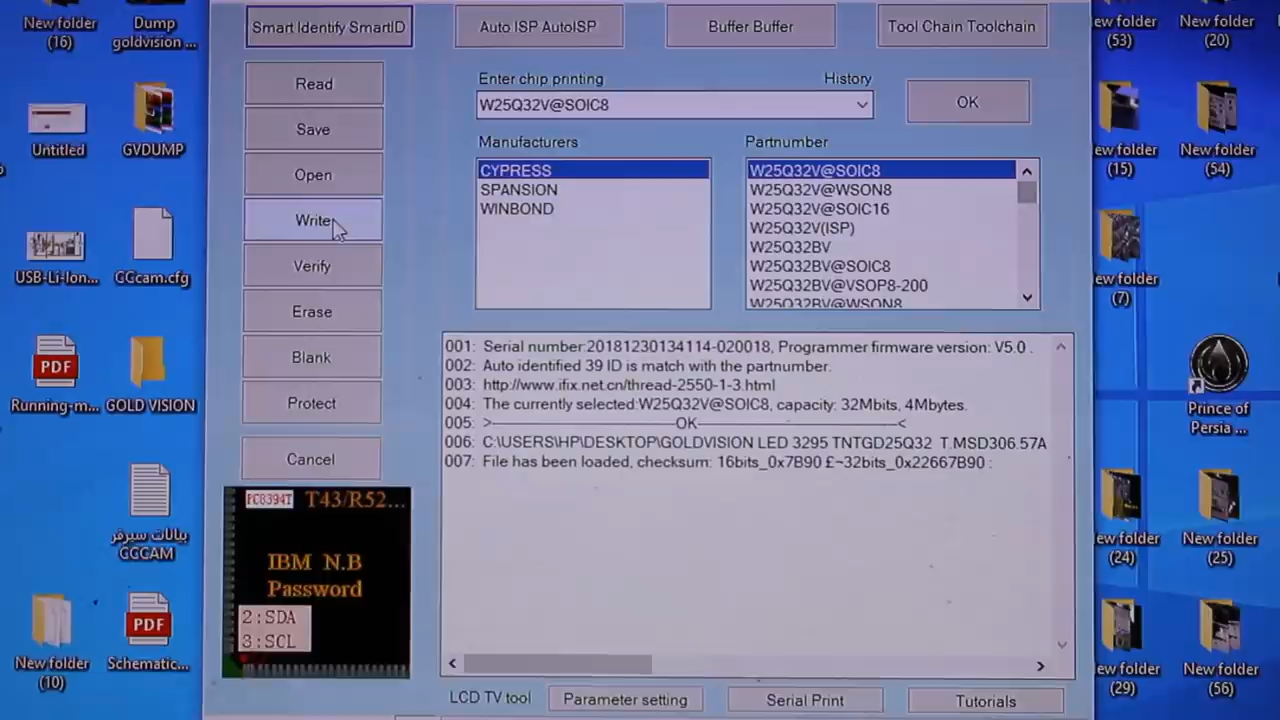 New folder
(16)
Dump
goldvision ...
Smart Identify SmartID
Auto ISP AutoISP
Buffer Buffer
Tool Chain Toolchain
New folder
(53)
New folder
(20)
Read
Save
Open
Write
Verify
Erase
Blank
Protect
Cancel
Enter chip printing
History
W25Q32V@SOIC8
OK
Manufacturers
Partnumber
CYPRESS
SPANSION
WINBOND
W25Q32V@SOIC8
W25Q32V@WSON8
W25Q32V@SOIC16
W25Q32V(ISP)
W25Q32BV
W25Q32BV@SOIC8
W25Q32BV@VSOP8-200
W25Q32BV@WSON8
001: Serial number:20181230134114-020018, Programmer firmware version: V5.0 .
002: Auto identified 39 ID is match with the partnumber.
003: http://www.ifix.net.cn/thread-2550-1-3.html
004: The currently selected:W25Q32V@SOIC8, capacity: 32Mbits, 4Mbytes.
005: >--------------------OK--------------------<
006: C:\USERS\HP\DESKTOP\GOLDVISION LED 3295 TNTGD25Q32 T.MSD306.57A
007: File has been loaded, checksum: 16bits_0x7B90 £~32bits_0x22667B90 :
PC8394T
T43/R52...
IBM N.B
Password
2:SDA
3:SCL
LCD TV tool
Parameter setting
Serial Print
Tutorials
Untitled
GVDUMP
USB-Li-Ion...
CCcam.cfg
PDF
Running-m...
GOLD VISION
بيانات سيرفر
CCCAM
New folder
(10)
PDF
Schematic...
ew folder
(15)
New folder
(54)
ew folder
(7)
Prince of
Persia ...
ew folder
(24)
New folder
(25)
ew folder
(29)
New folder
(56)